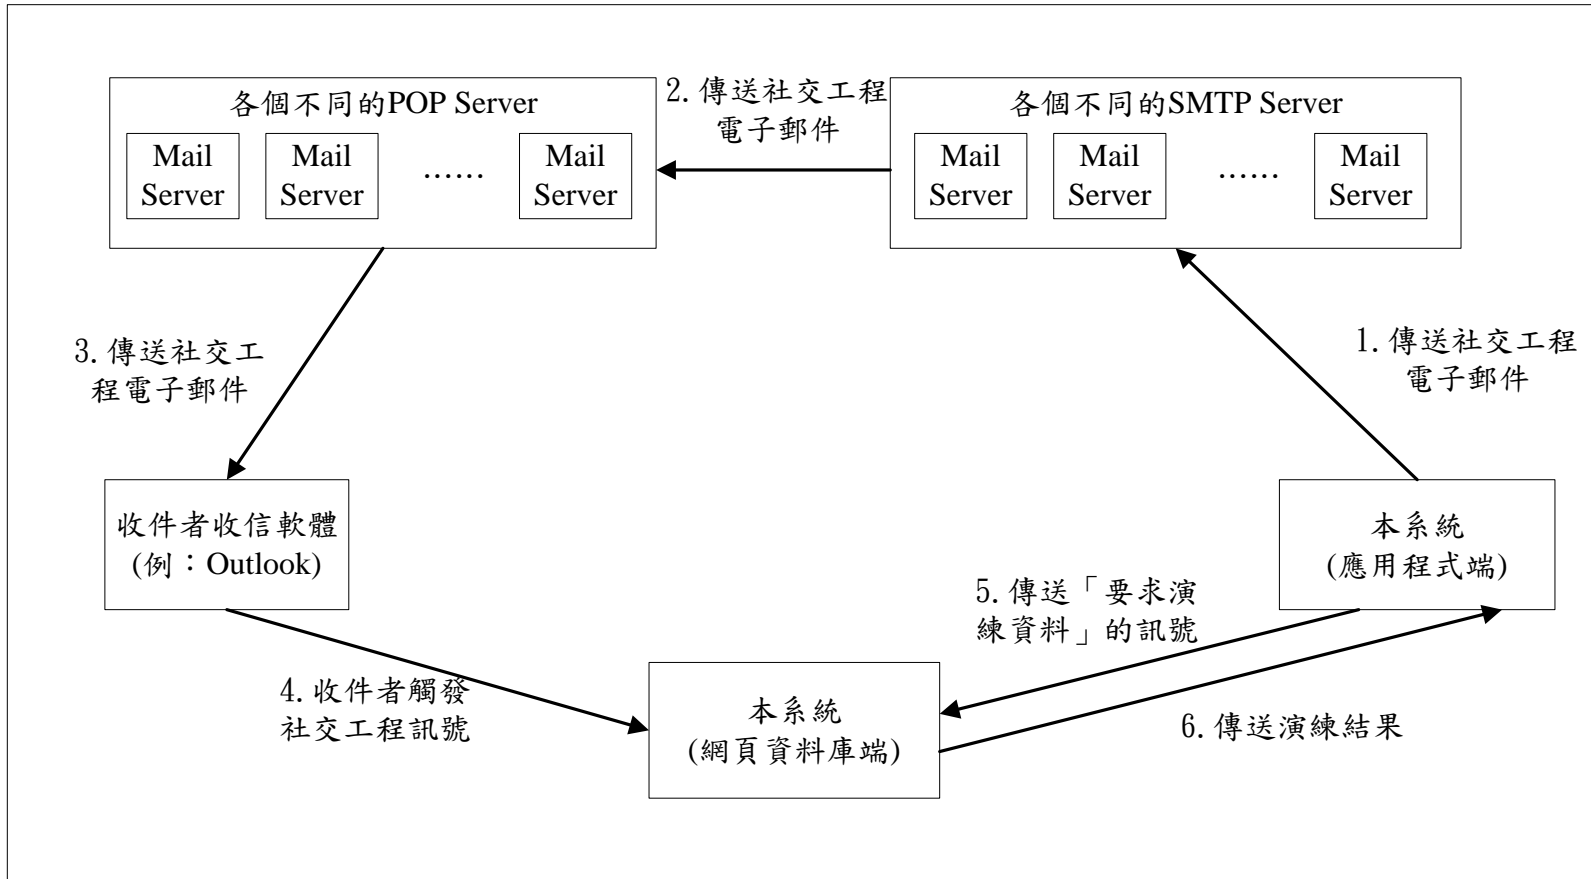 各個不同的POP Server
Mail
Server
Mail
Server
......
Mail
Server
2.傳送社交工程
電子郵件
各個不同的SMTP Server
Mail
Server
Mail
Server
......
Mail
Server
3.傳送社交工
程電子郵件
1.傳送社交工程
電子郵件
收件者收信軟體
(例：Outlook)
本系統
(應用程式端)
5.傳送「要求演
練資料」的訊號
4.收件者觸發
社交工程訊號
本系統
(網頁資料庫端)
6.傳送演練結果